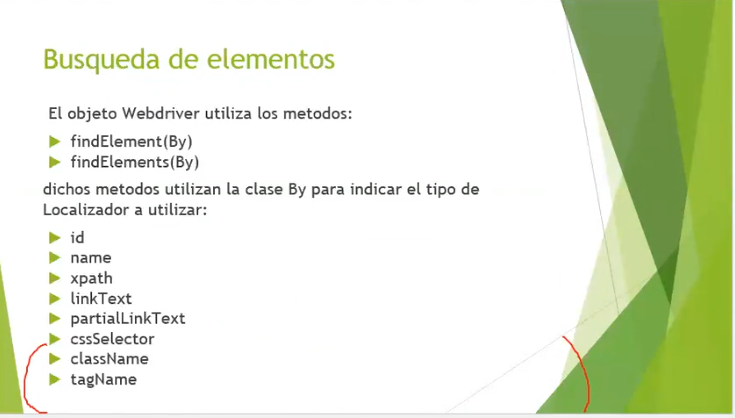 Busqueda de elementos
El objeto Webdriver utiliza los metodos:
findElement(By)
findElements(By)
dichos metodos utilizan la clase By para indicar el tipo de
Localizador a utilizar:
id
name
xpath
linkText
partialLinkText
cssSelector
className
tagName